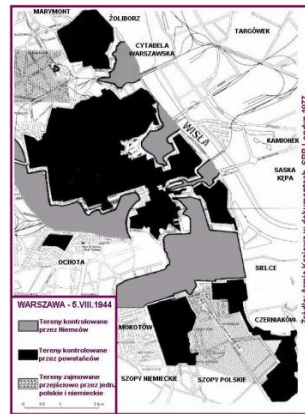 MARYMONT
ŻOLIBORZ
TARGÓWEK
CYTADELA
WARSZAWSKA
WISŁA
KAMIONEK
SASKA
KĘPA
OCHOTA
SIELCE
WARSZAWA - 5.VIII.1944
Tereny kontrolowane
przez Niemców
CZERNIAKÓW
MOKOTÓW
Tereny kontrolowane
przez powstańców
SZOPY NIEMIECKIE
SZOPY POLSKIE
Tereny zajmowane
przejściowo przez jedn.
polskie i niemieckie